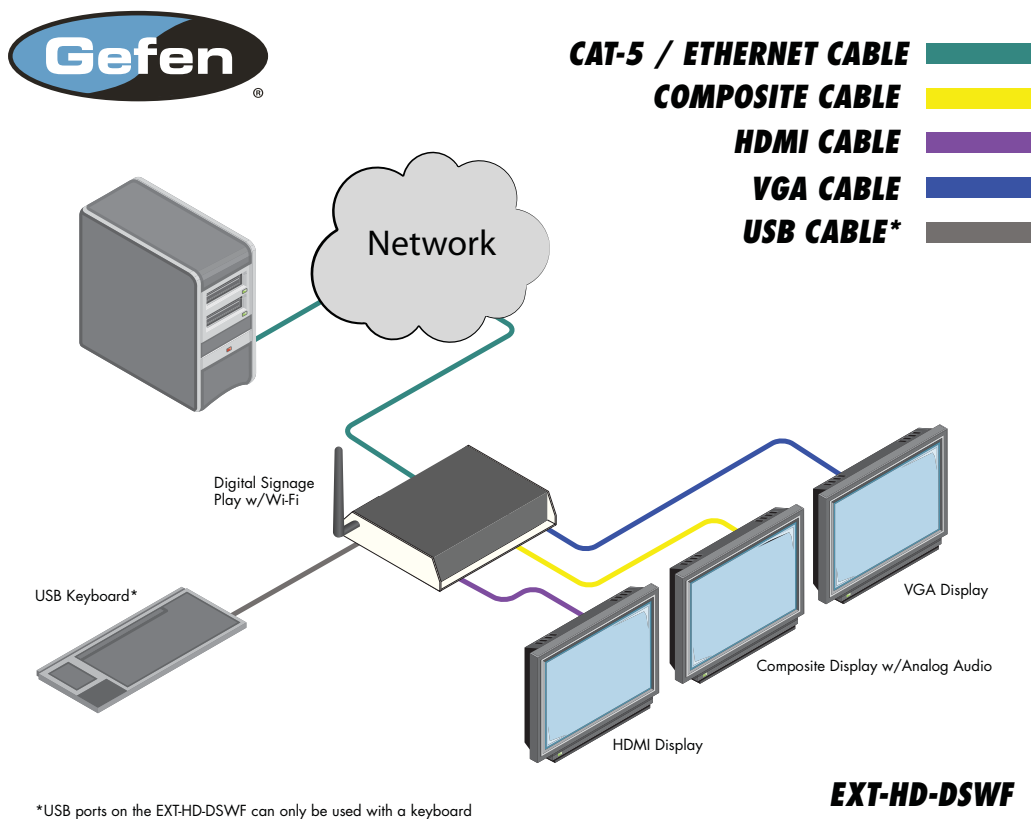 Gefen
®
CAT-5 / ETHERNET CABLE
COMPOSITE CABLE
HDMI CABLE
VGA CABLE
USB CABLE*
Network
Digital Signage
Play w/Wi-Fi
USB Keyboard*
VGA Display
Composite Display w/Analog Audio
HDMI Display
EXT-HD-DSWF
*USB ports on the EXT-HD-DSWF can only be used with a keyboard